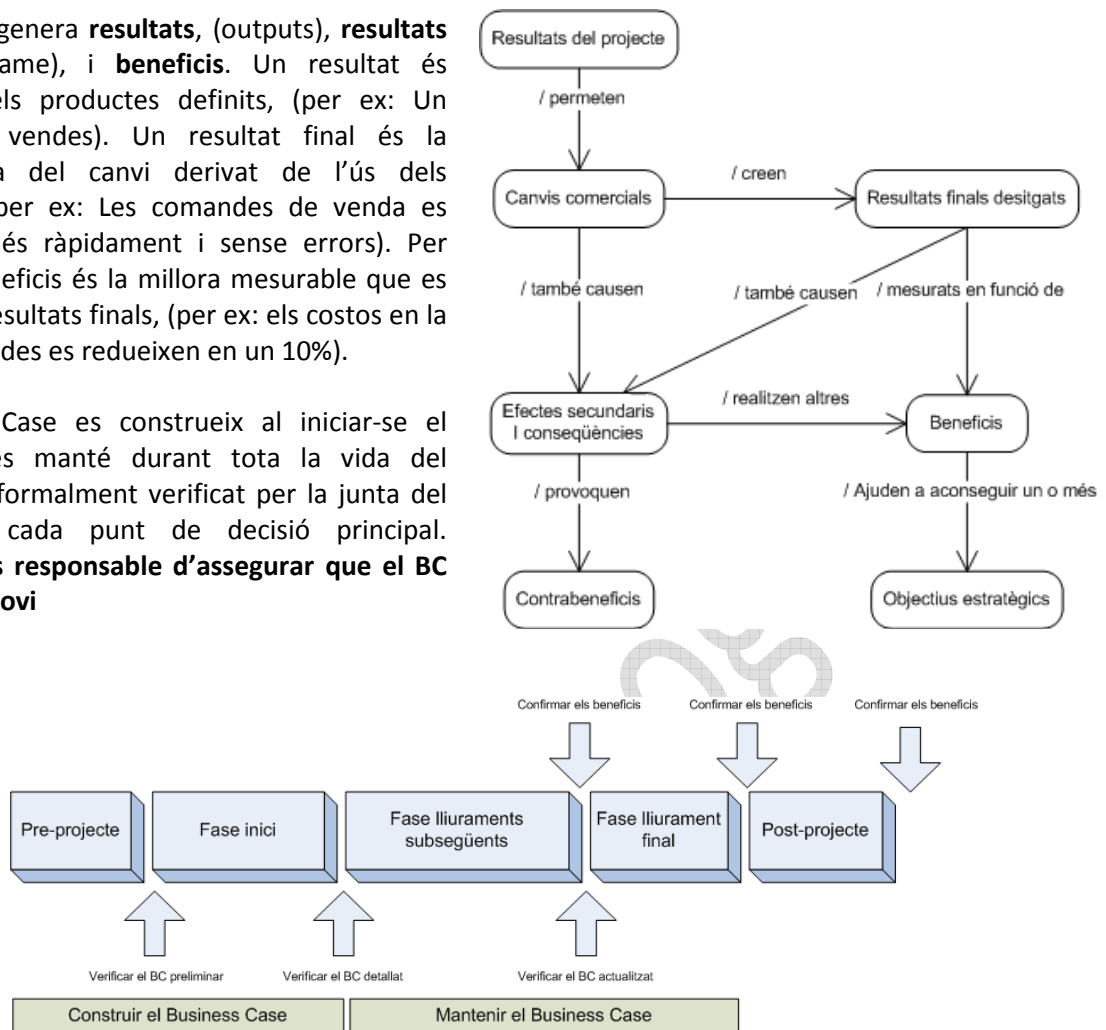 genera resultats, (outputs), resultats
ame), i beneficis. Un resultat és
els productes definits, (per ex: Un
vendes). Un resultat final és la
a del canvi derivat de l'ús dels
per ex: Les comandes de venda es
és ràpidament i sense errors). Per
eficis és la millora mesurable que es
esultats finals, (per ex: els costos en la
des es redueixen en un 10%).
Case es construeix al iniciar-se el
es manté durant tota la vida del
formalment verificat per la junta del
cada punt de decisió principal.
s responsable d'assegurar que el BC
ovi
Resultats del projecte
/ permeten
Canvis comercials
/ creen
Resultats finals desitgats
/ també causen
/ també causen
/ mesurats en funció de
Efectes secundaris
I conseqüències
/ realitzen altres
Beneficis
/ provoquen
/ Ajuden a aconseguir un o més
Contrabeneficis
Objectius estratègics
Confirmar els beneficis
Confirmar els beneficis
Confirmar els beneficis
Pre-projecte
Fase inici
Fase lliuraments
subsegüents
Fase lliurament
final
Post-projecte
Verificar el BC preliminar
Verificar el BC detallat
Verificar el BC actualitzat
Construir el Business Case
Mantenir el Business Case